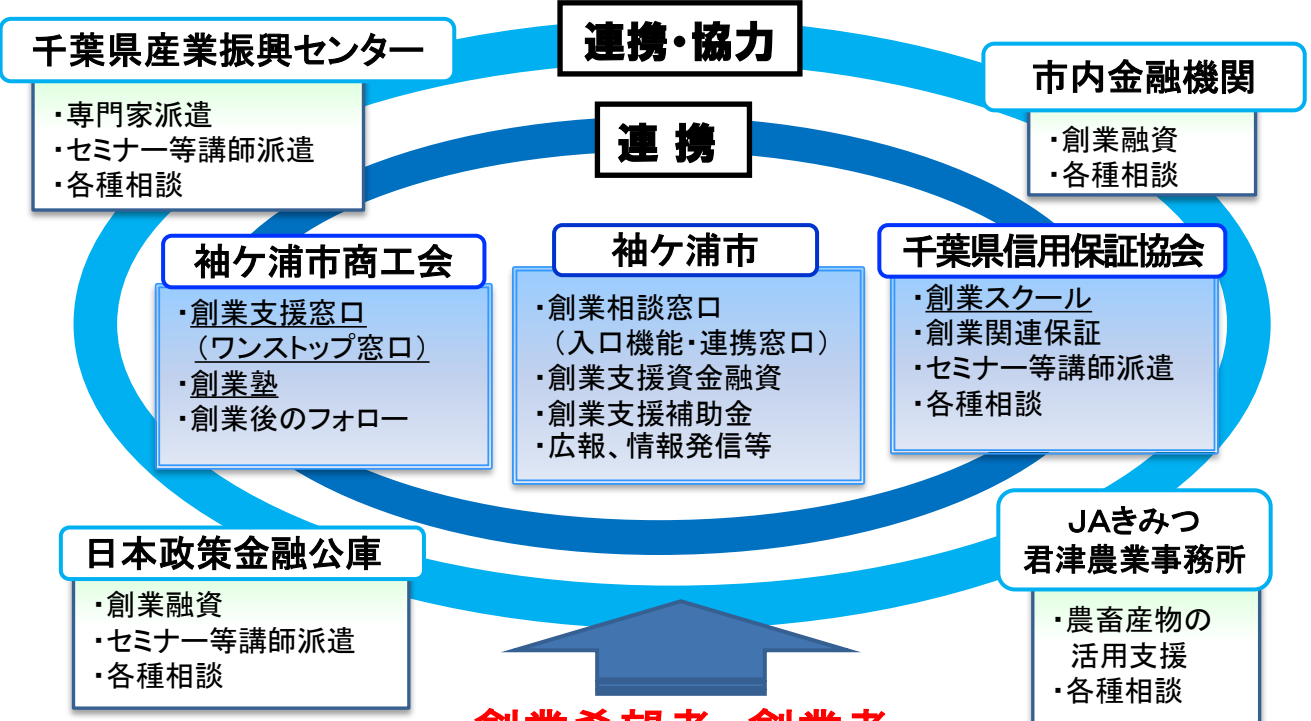 連携・協力
千葉県産業振興センター
・専門家派遣
・セミナー等講師派遣
・各種相談
市内金融機関
・創業融資
・各種相談
連 携
袖ケ浦市商工会
・創業支援窓口
（ワンストップ窓口）
・創業塾
・創業後のフォロー
袖ケ浦市
・創業相談窓口
（入口機能・連携窓口）
・創業支援資金融資
・創業支援補助金
・広報、情報発信等
千葉県信用保証協会
・創業スクール
・創業関連保証
・セミナー等講師派遣
・各種相談
日本政策金融公庫
・創業融資
・セミナー等講師派遣
・各種相談
JAきみつ
君津農業事務所
・農畜産物の
活用支援
・各種相談
創業希望者 創業者